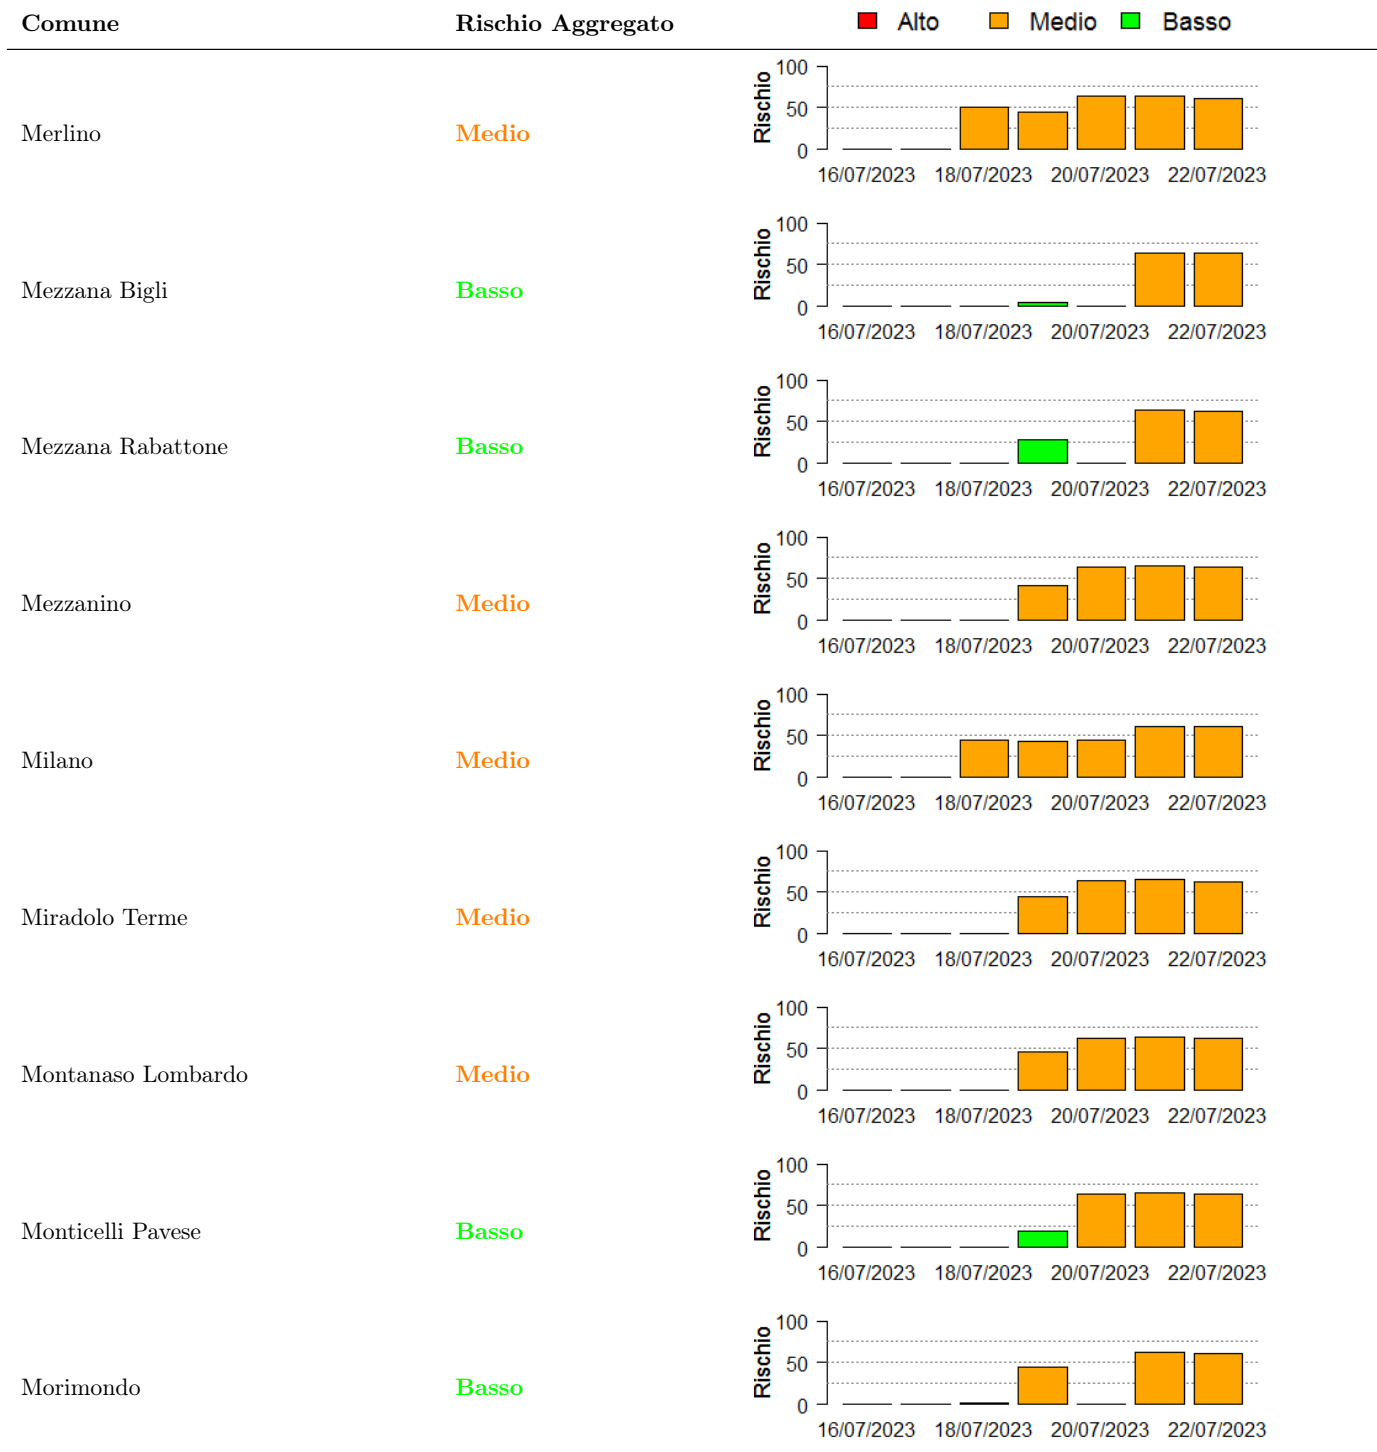 Comune Rischio Aggregato Alto Medio Basso
100
50
0
Rischio
Merlino Medio
16/07/2023 18/07/2023 20/07/2023 22/07/2023
100
50
0
Rischio
Mezzana Bigli Basso
16/07/2023 18/07/2023 20/07/2023 22/07/2023
100
50
0
Rischio
Mezzana Rabattone Basso
16/07/2023 18/07/2023 20/07/2023 22/07/2023
100
50
0
Rischio
Mezzanino Medio
16/07/2023 18/07/2023 20/07/2023 22/07/2023
100
50
0
Rischio
Milano Medio
16/07/2023 18/07/2023 20/07/2023 22/07/2023
100
50
0
Rischio
Miradolo Terme Medio
16/07/2023 18/07/2023 20/07/2023 22/07/2023
100
50
0
Rischio
Montanaso Lombardo Medio
16/07/2023 18/07/2023 20/07/2023 22/07/2023
100
50
0
Rischio
Monticelli Pavese Basso
16/07/2023 18/07/2023 20/07/2023 22/07/2023
100
50
0
Rischio
Morimondo Basso
16/07/2023 18/07/2023 20/07/2023 22/07/2023